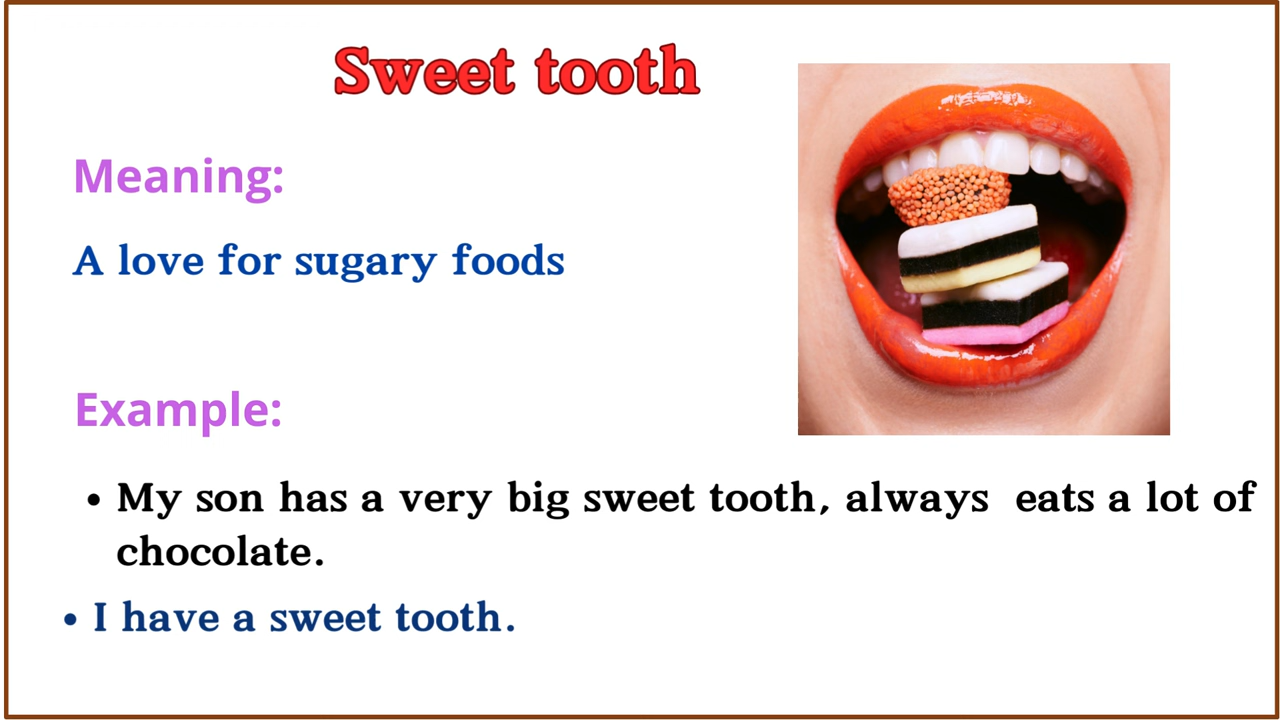 Sweet tooth
Meaning:
A love for sugary foods
Example:
• My son has a very big sweet tooth, always  eats a lot of
chocolate.
• I have a sweet tooth.